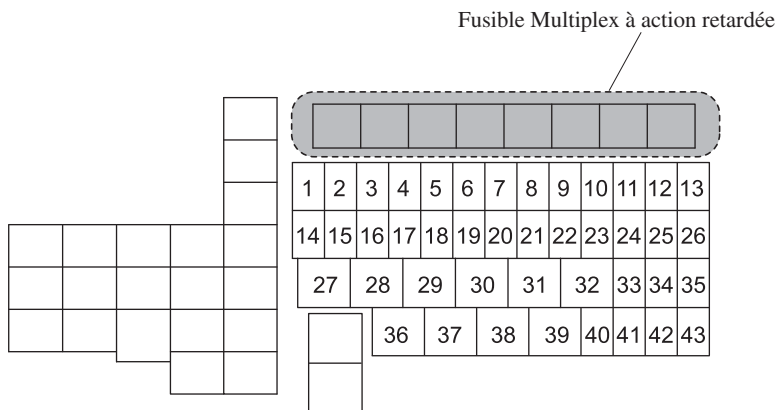 Fusible Multiplex à action retardée
1 2 3 4 5 6 7 8 9 10 11 12 13
14 15 16 17 18 19 20 21 22 23 24 25 26
27 28 29 30 31 32 33 34 35
36 37 38 39 40 41 42 43